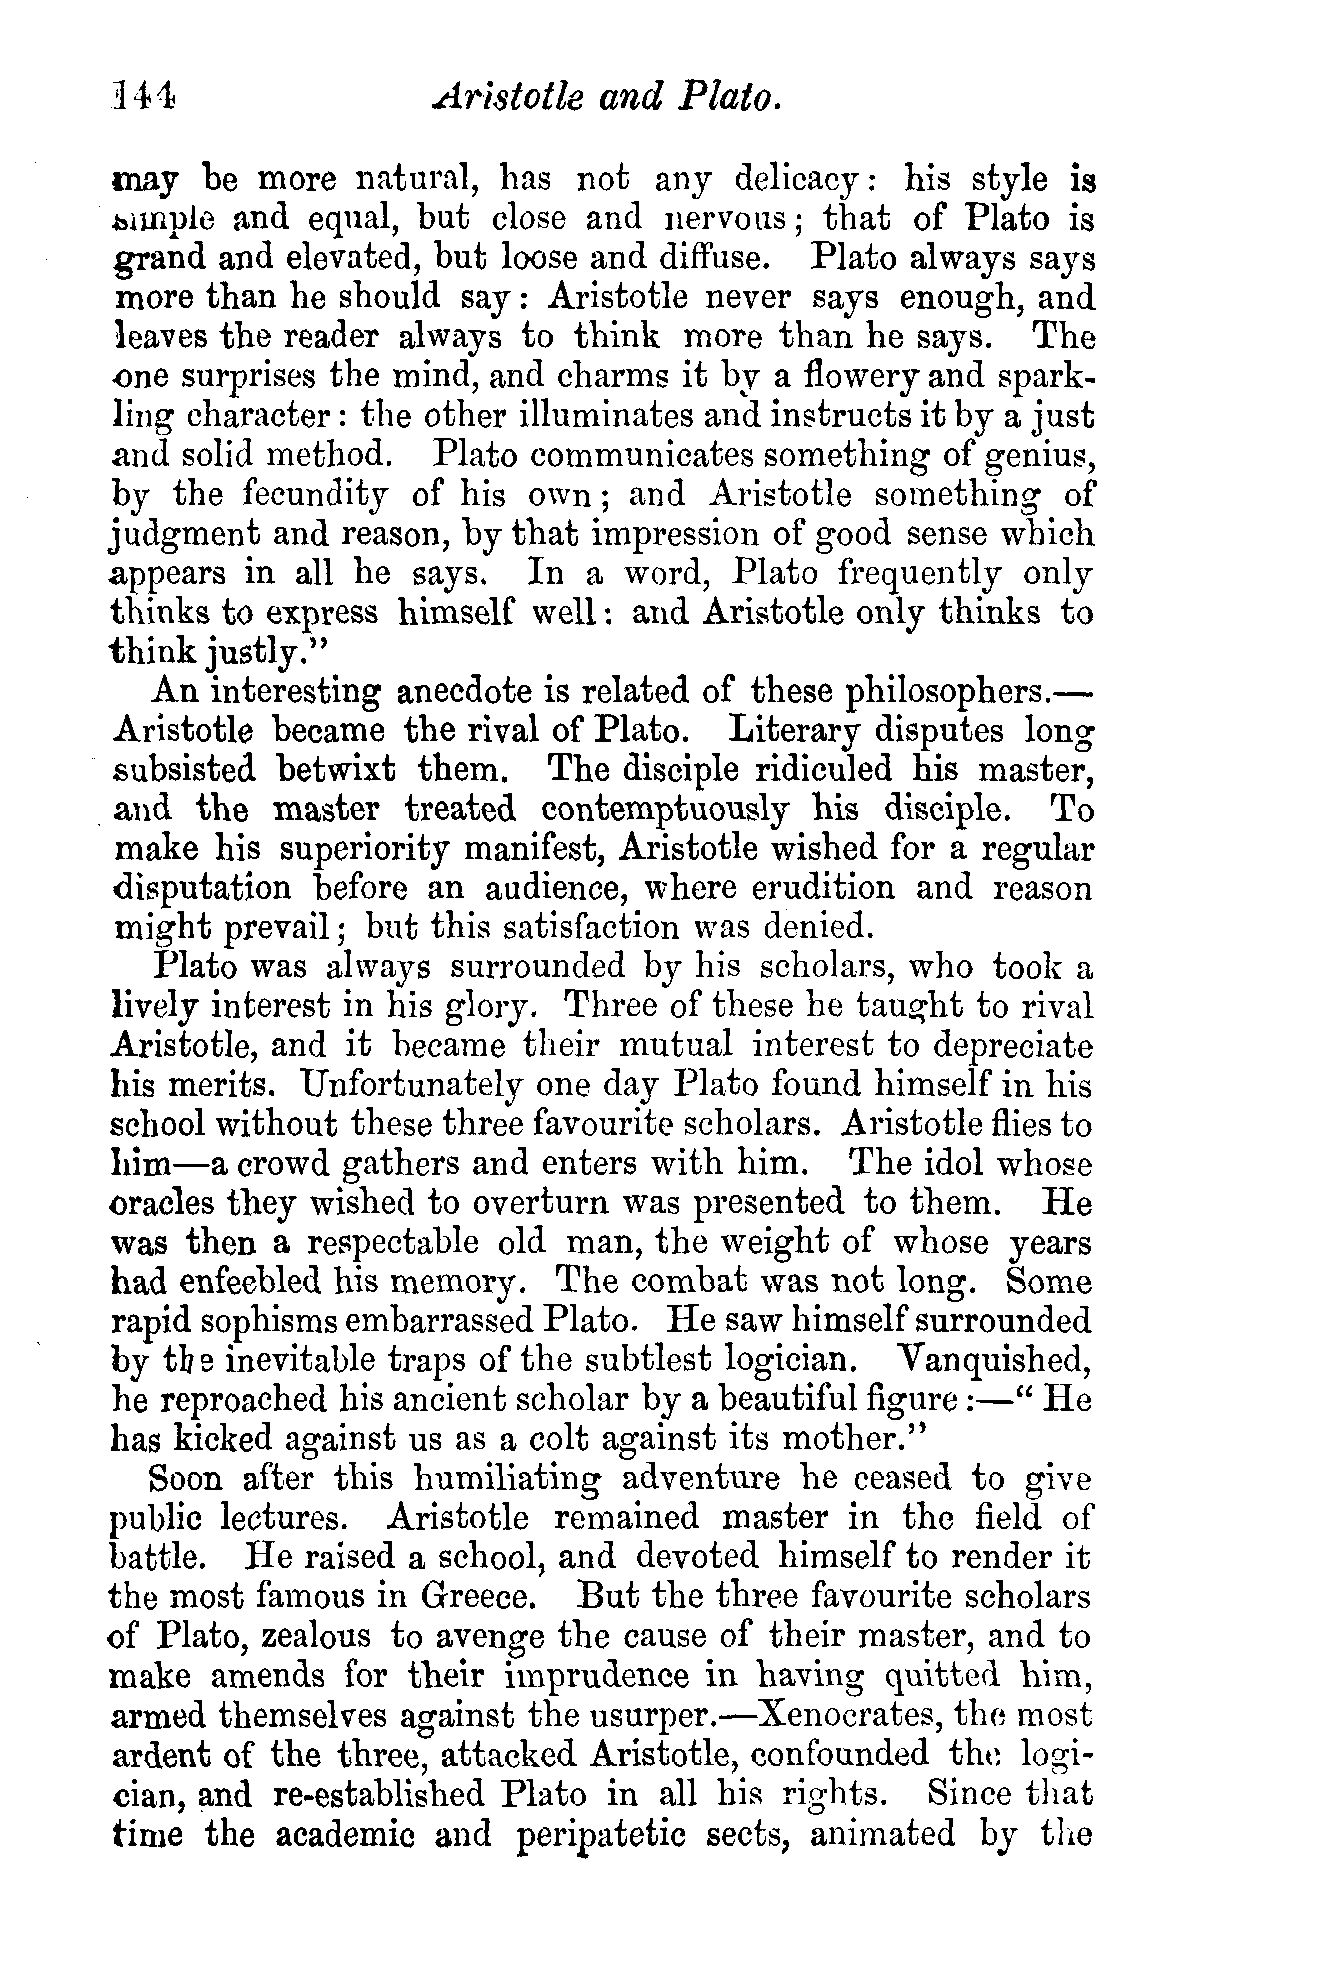 144 Aristotle and Plato.
may be more natural, has not any delicacy: his style is
simple and equal, but close and nervous; that of Plato is
grand and elevated, but loose and diffuse. Plato always says
more than he should say: Aristotle never says enough, and
leaves the reader always to think more than he says. The
one surprises the mind, and charms it by a flowery and spark-
ling character: the other illuminates and instructs it by a just
and solid method. Plato communicates something of genius,
by the fecundity of his own; and Aristotle something of
judgment and reason, by that impression of good sense which
appears in all he says. In a word, Plato frequently only
thinks to express himself well: and Aristotle only thinks to
think justly."
An interesting anecdote is related of these philosophers.—
Aristotle became the rival of Plato. Literary disputes long
subsisted betwixt them. The disciple ridiculed his master,
and the master treated contemptuously his disciple. To
make his superiority manifest, Aristotle wished for a regular
disputation before an audience, where erudition and reason
might prevail; but this satisfaction was denied.
Plato was always surrounded by his scholars, who took a
lively interest in his glory. Three of these he taught to rival
Aristotle, and it became their mutual interest to depreciate
his merits. Unfortunately one day Plato found himself in his
school without these three favourite scholars. Aristotle flies to
him—a crowd gathers and enters with him. The idol whose
oracles they wished to overturn was presented to them. He
was then a respectable old man, the weight of whose years
had enfeebled his memory. The combat was not long. Some
rapid sophisms embarrassed Plato. He saw himself surrounded
by the inevitable traps of the subtlest logician. Vanquished,
he reproached his ancient scholar by a beautiful figure:—"He
has kicked against us as a colt against its mother."
Soon after this humiliating adventure he ceased to give
public lectures. Aristotle remained master in the field of
battle. He raised a school, and devoted himself to render it
the most famous in Greece. But the three favourite scholars
of Plato, zealous to avenge the cause of their master, and to
make amends for their imprudence in having quitted him,
armed themselves against the usurper.—Xenocrates, the most
ardent of the three, attacked Aristotle, confounded the logi-
cian, and re-established Plato in all his rights. Since that
time the academic and peripatetic sects, animated by the